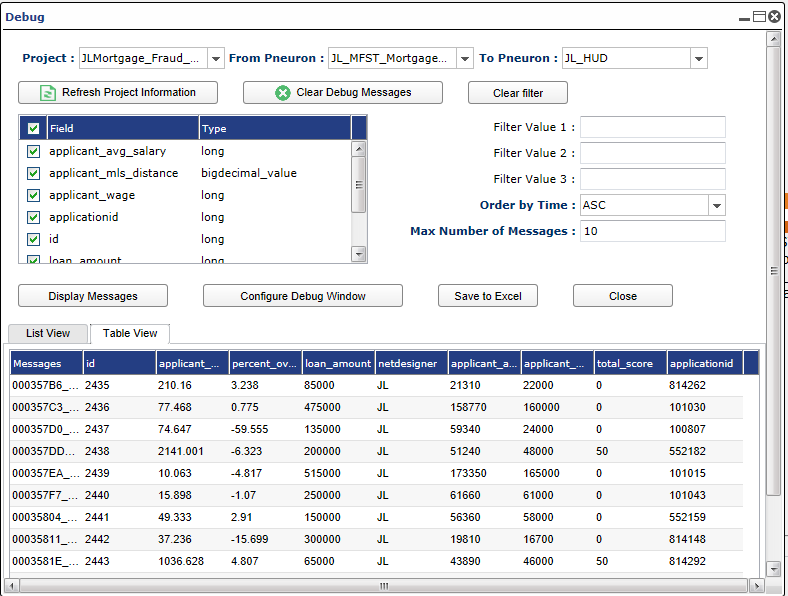 Debug
Project : JLMortgage_Fraud_... From Pneuron : JL_MFST_Mortgage... To Pneuron : JL_HUD
Refresh Project Information Clear Debug Messages Clear filter
Field Type
applicant_avg_salary long
applicant_mls_distance bigdecimal_value
applicant_wage long
applicationid long
id long
loan_amount long
Filter Value 1 :
Filter Value 2 :
Filter Value 3 :
Order by Time : ASC
Max Number of Messages : 10
Display Messages Configure Debug Window Save to Excel Close
List View Table View
Messages id applicant_... percent_ov... loan_amount netdesigner applicant_a... applicant_... total_score applicationid
000357B6_... 2435 210.16 3.238 85000 JL 21310 22000 0 814262
000357C3_... 2436 77.468 0.775 475000 JL 158770 160000 0 101030
000357D0_... 2437 74.647 -59.555 135000 JL 59340 24000 0 100807
000357DD... 2438 2141.001 -6.323 200000 JL 51240 48000 50 552182
000357EA_... 2439 10.063 -4.817 515000 JL 173350 165000 0 101015
000357F7_... 2440 15.898 -1.07 250000 JL 61660 61000 0 101043
00035804_... 2441 49.333 2.91 150000 JL 56360 58000 0 552159
00035811_... 2442 37.236 -15.699 300000 JL 19810 16700 0 814148
0003581E_... 2443 1036.628 4.807 65000 JL 43890 46000 50 814292